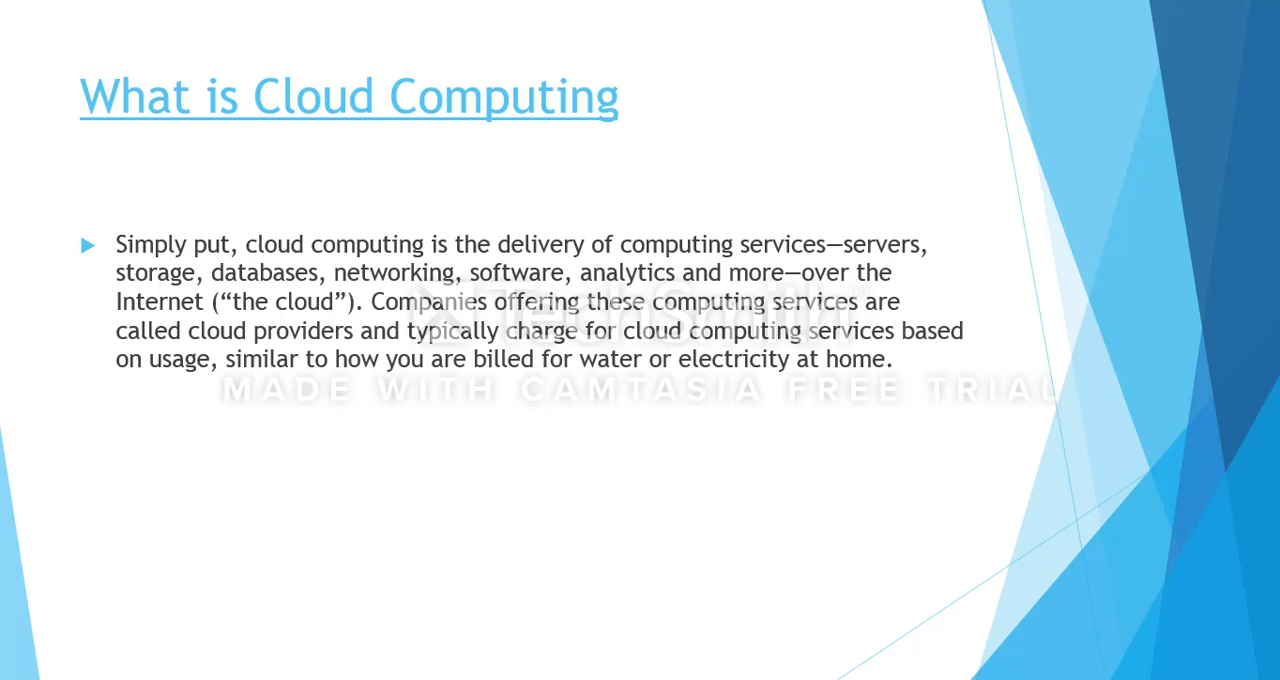 What is Cloud Computing
Simply put, cloud computing is the delivery of computing services—servers,
storage, databases, networking, software, analytics and more—over the
Internet (“the cloud”). Companies offering these computing services are
called cloud providers and typically charge for cloud computing services based
on usage, similar to how you are billed for water or electricity at home.
TechSmith
MADE WITH CAMTASIA FREE TRIAL